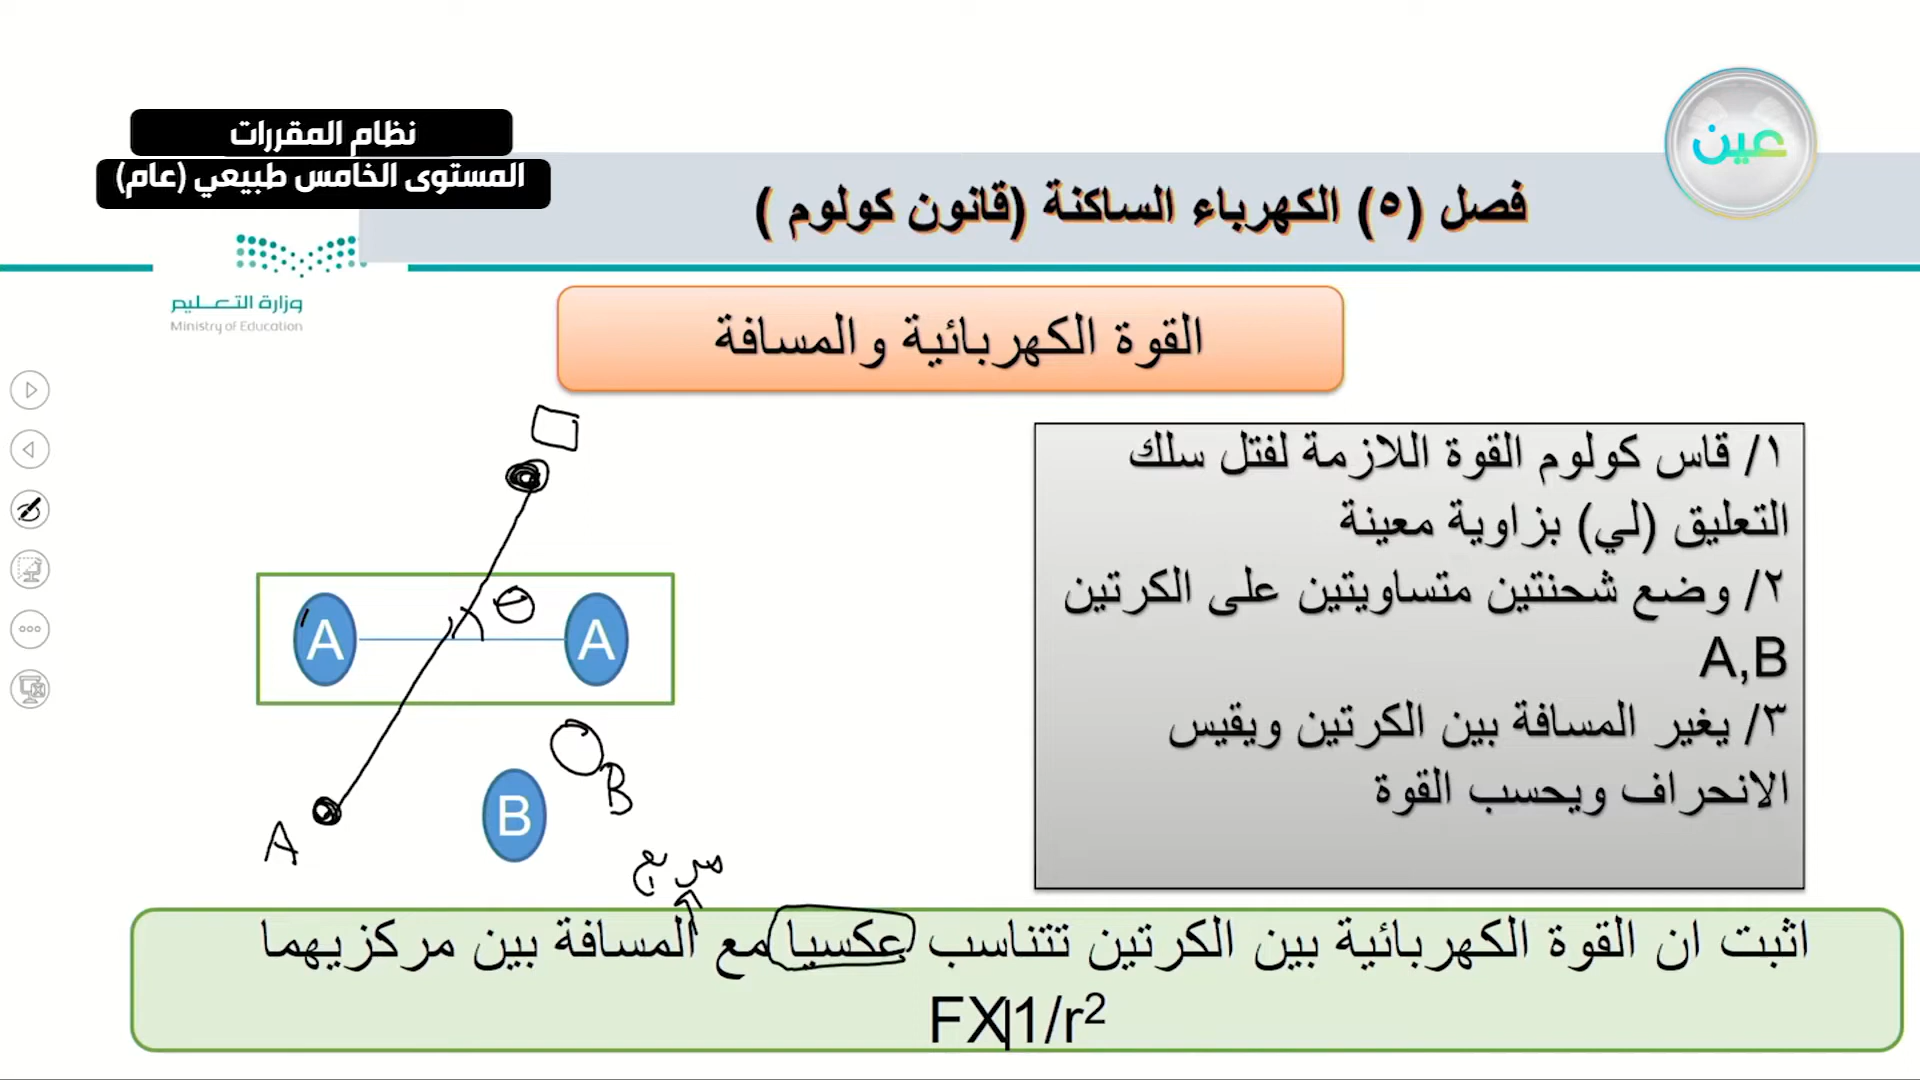 نظام المقررات
المستوى الخامس طبيعي (عام)
عين
فصل (٥) الكهرباء الساكنة (قانون كولوم )
وزارة التعليم
Ministry of Education
القوة الكهربائية والمسافة
١/ قاس كولوم القوة اللازمة لفتل سلك
التعليق (لي) بزاوية معينة
٢/ وضع شحنتين متساويتين على الكرتين
A,B
٣/ يغير المسافة بين الكرتين ويقيس
الانحراف ويحسب القوة
θ
A
A
B
B
A
مربع
اثبت ان القوة الكهربائية بين الكرتين تتناسب عكسيا مع المسافة بين مركزيهما
FX|1/r²